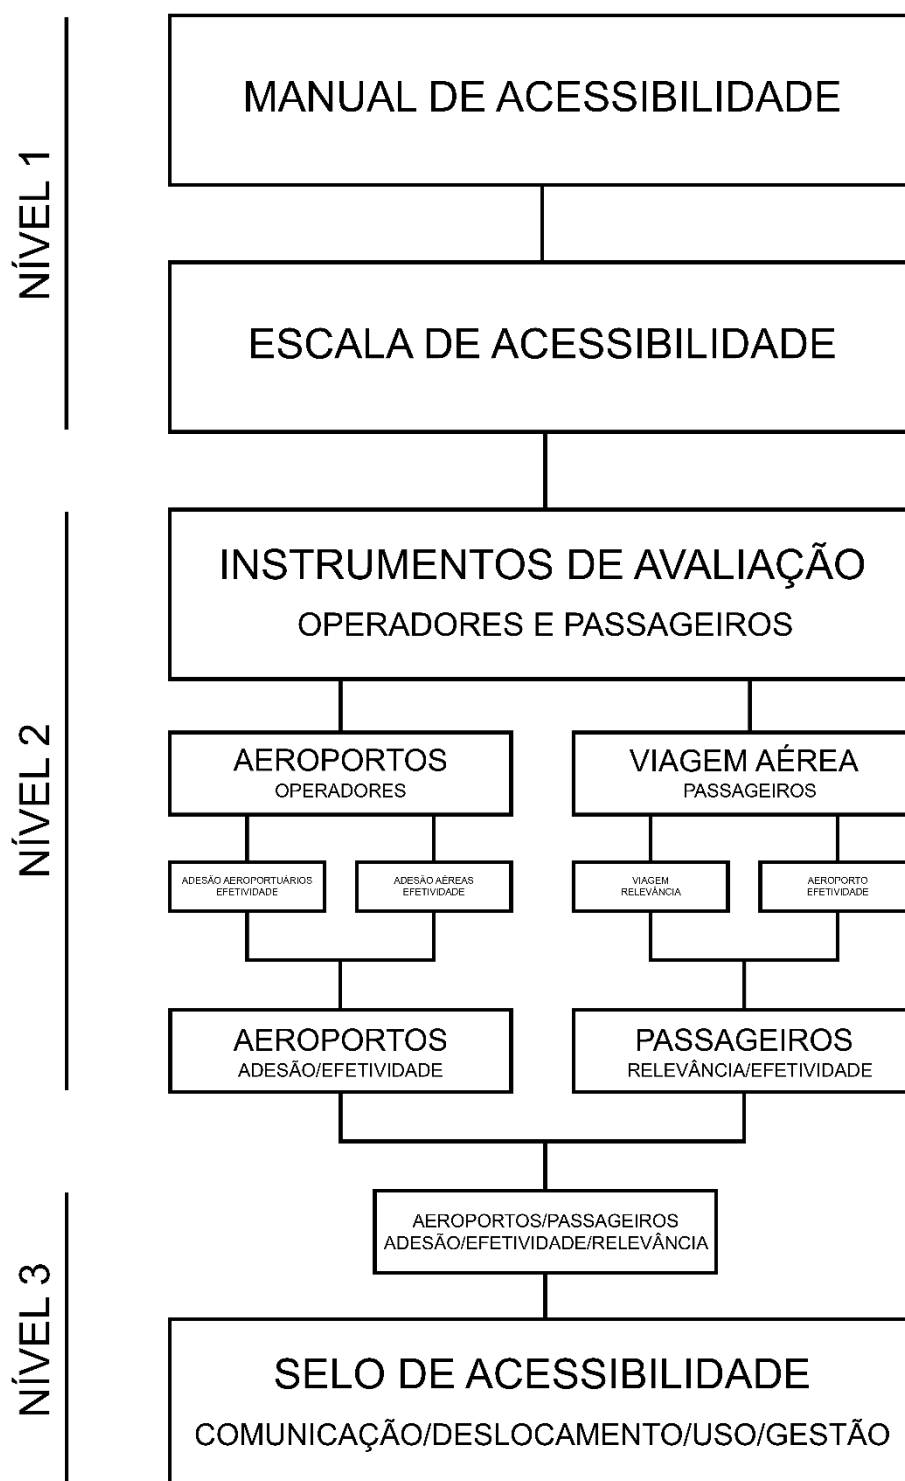 NÍVEL 1
MANUAL DE ACESSIBILIDADE
ESCALA DE ACESSIBILIDADE
NÍVEL 2
INSTRUMENTOS DE AVALIAÇÃO
OPERADORES E PASSAGEIROS
AEROPORTOS
OPERADORES
VIAGEM AÉREA
PASSAGEIROS
ADESÃO AEROPORTUÁRIOS
EFETIVIDADE
ADESÃO AÉREAS
EFETIVIDADE
VIAGEM
RELEVÂNCIA
AEROPORTO
EFETIVIDADE
AEROPORTOS
ADESÃO/EFETIVIDADE
PASSAGEIROS
RELEVÂNCIA/EFETIVIDADE
NÍVEL 3
AEROPORTOS/PASSAGEIROS
ADESÃO/EFETIVIDADE/RELEVÂNCIA
SELO DE ACESSIBILIDADE
COMUNICAÇÃO/DESLOCAMENTO/USO/GESTÃO